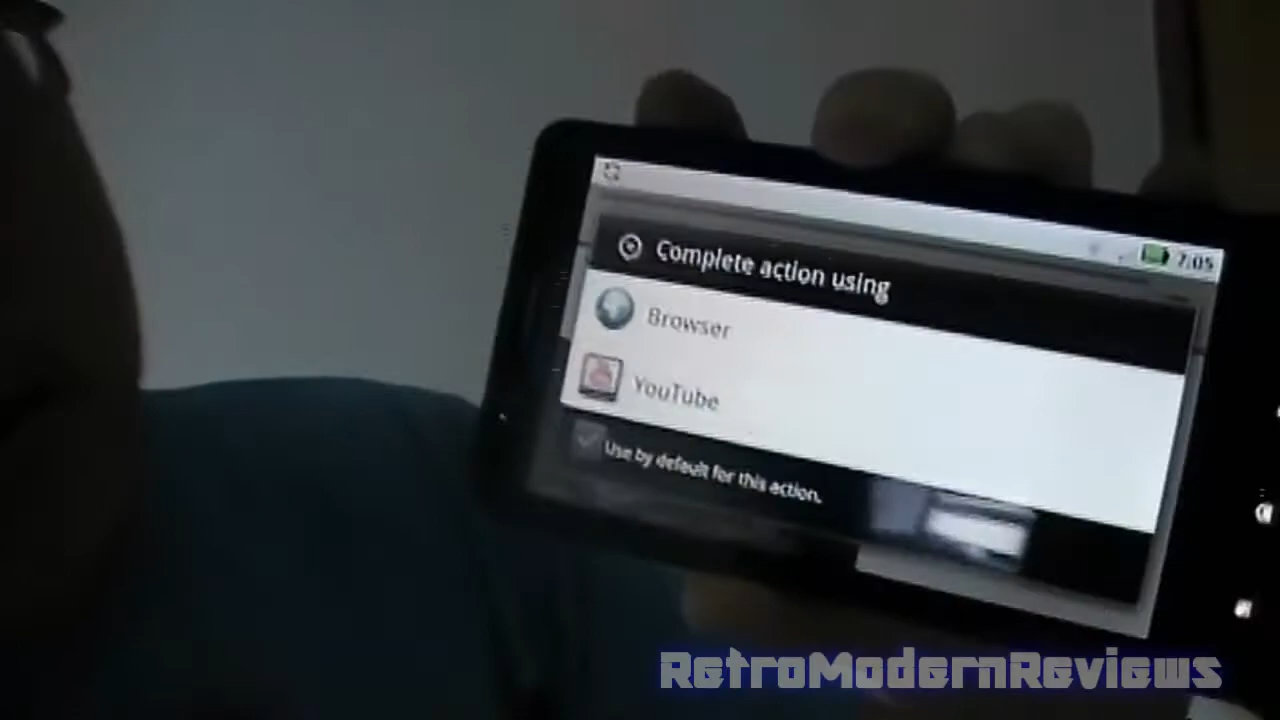 7:05
Complete action using
Browser
YouTube
Use by default for this action.
RetroModernReviews